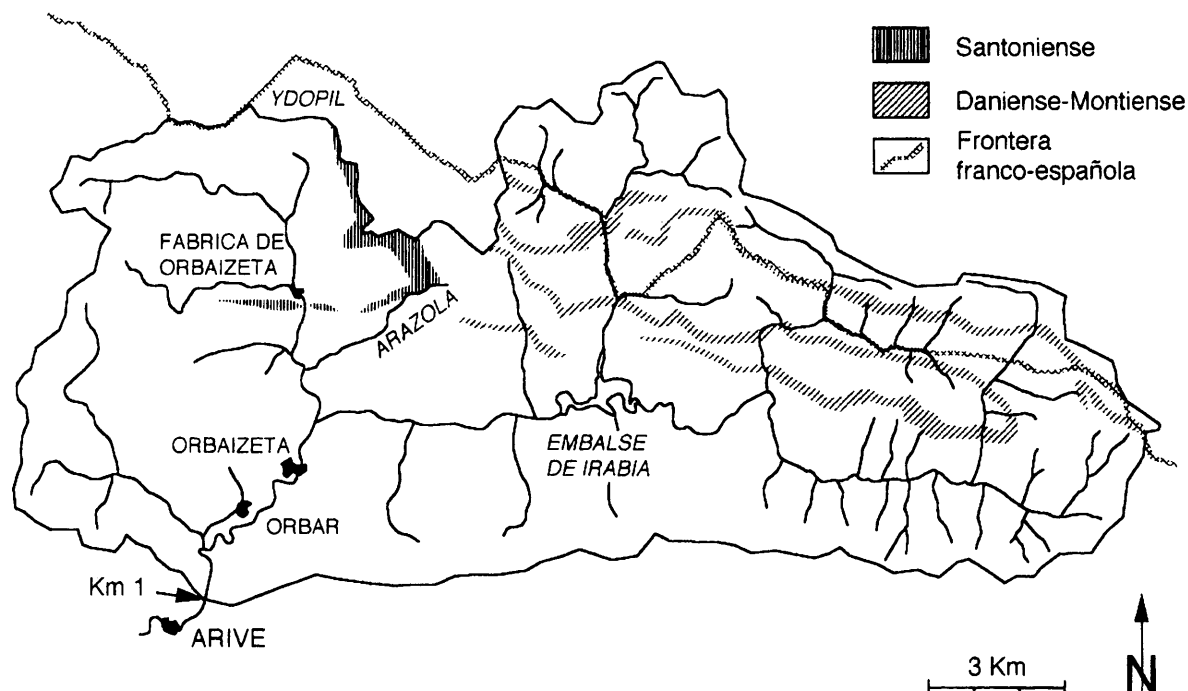 Santoniense
YDOPIL
Daniense-Montiense
Frontera
franco-española
FABRICA DE
ORBAIZETA
ARAZOLA
ORBAIZETA
EMBALSE
DE IRABIA
ORBAR
Km 1
ARIVE
3 Km
N